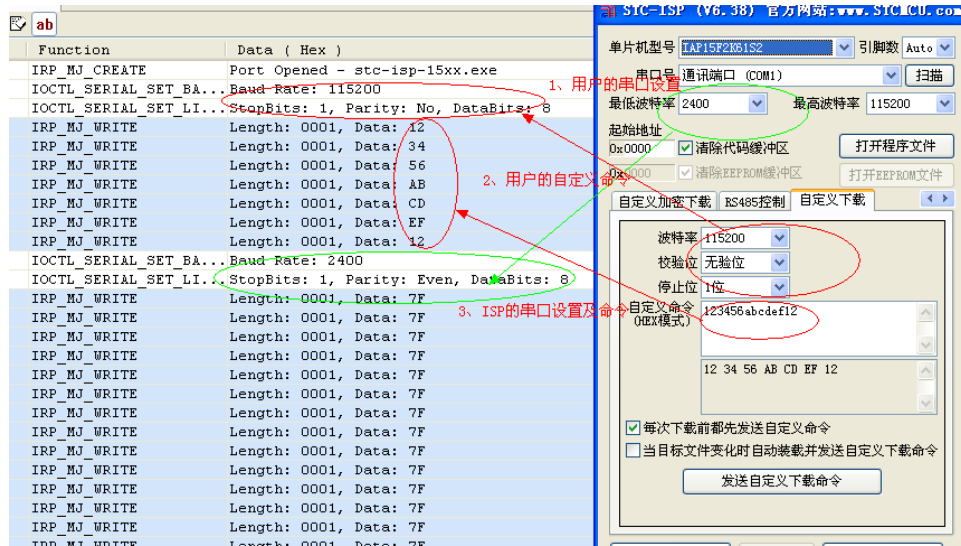 ab
Function Data ( Hex )
IRP_MJ_CREATE Port Opened - stc-isp-15xx.exe
IOCTL_SERIAL_SET_BA... Baud Rate: 115200
IOCTL_SERIAL_SET_LI... StopBits: 1, Parity: No, DataBits: 8
IRP_MJ_WRITE Length: 0001, Data: 12
IRP_MJ_WRITE Length: 0001, Data: 34
IRP_MJ_WRITE Length: 0001, Data: 56
IRP_MJ_WRITE Length: 0001, Data: AB
IRP_MJ_WRITE Length: 0001, Data: CD
IRP_MJ_WRITE Length: 0001, Data: EF
IRP_MJ_WRITE Length: 0001, Data: 12
IOCTL_SERIAL_SET_BA... Baud Rate: 2400
IOCTL_SERIAL_SET_LI... StopBits: 1, Parity: Even, DataBits: 8
IRP_MJ_WRITE Length: 0001, Data: 7F
IRP_MJ_WRITE Length: 0001, Data: 7F
IRP_MJ_WRITE Length: 0001, Data: 7F
IRP_MJ_WRITE Length: 0001, Data: 7F
IRP_MJ_WRITE Length: 0001, Data: 7F
IRP_MJ_WRITE Length: 0001, Data: 7F
IRP_MJ_WRITE Length: 0001, Data: 7F
IRP_MJ_WRITE Length: 0001, Data: 7F
IRP_MJ_WRITE Length: 0001, Data: 7F
IRP_MJ_WRITE Length: 0001, Data: 7F
IRP_MJ_WRITE Length: 0001, Data: 7F
IRP_MJ_WRITE Length: 0001, Data: 7F
IRP_MJ_WRITE Length: 0001, Data: 7F
1、用户的串口设置
2、用户的自定义命令
3、ISP的串口设置及命令
STC-ISP (V6.38) 官方网站:www.STCMCU.com
单片机型号 IAP15F2K61S2 引脚数 Auto
串口号 通讯端口 (COM1) 扫描
最低波特率 2400 最高波特率 115200
起始地址
0x0000 清除代码缓冲区 打开程序文件
0x0000 清除EEPROM缓冲区 打开EEPROM文件
自定义加密下载 RS485控制 自定义下载
波特率 115200
校验位 无验位
停止位 1位
自定义命令 123456abcdef12
(HEX模式)
12 34 56 AB CD EF 12
每次下载前都先发送自定义命令
当目标文件变化时自动装载并发送自定义下载命令
发送自定义下载命令